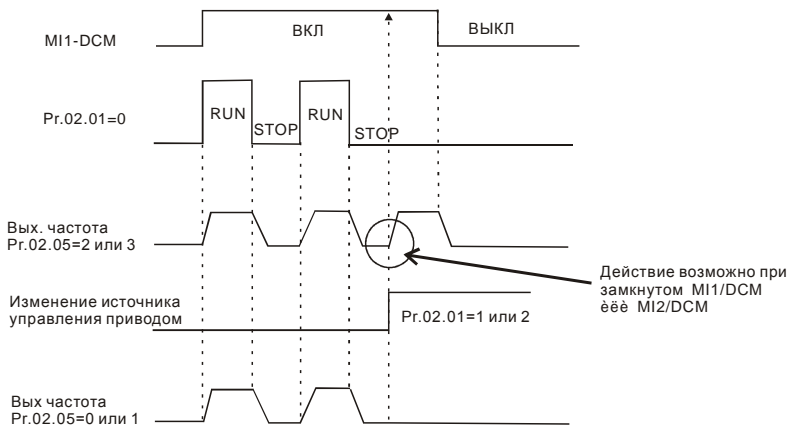 MI1-DCM
ВКЛ
ВЫКЛ
Pr.02.01=0
RUN
STOP
RUN
STOP
Вых. частота
Pr.02.05=2 или 3
Действие возможно при
замкнутом MI1/DCM
èëè MI2/DCM
Изменение источника
управления приводом
Pr.02.01=1 или 2
Вых частота
Pr.02.05=0 или 1